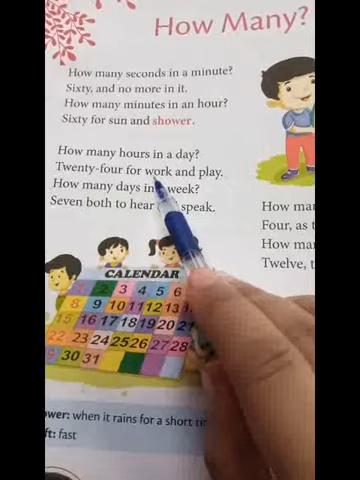 How Many?
How many seconds in a minute?
Sixty, and no more in it.
How many minutes in an hour?
Sixty for sun and shower.
How many hours in a day?
Twenty-four for work and play.
How many days in week?
Seven both to hear speak.
How
Four, as
How
Twelve,
CALENDAR
1 2 3 4 5 6
8 9 10 11 12 13
15 16 17 18 19 20 21
22 23 24 25 26 27 28
30 31
when it rains for a short
fast